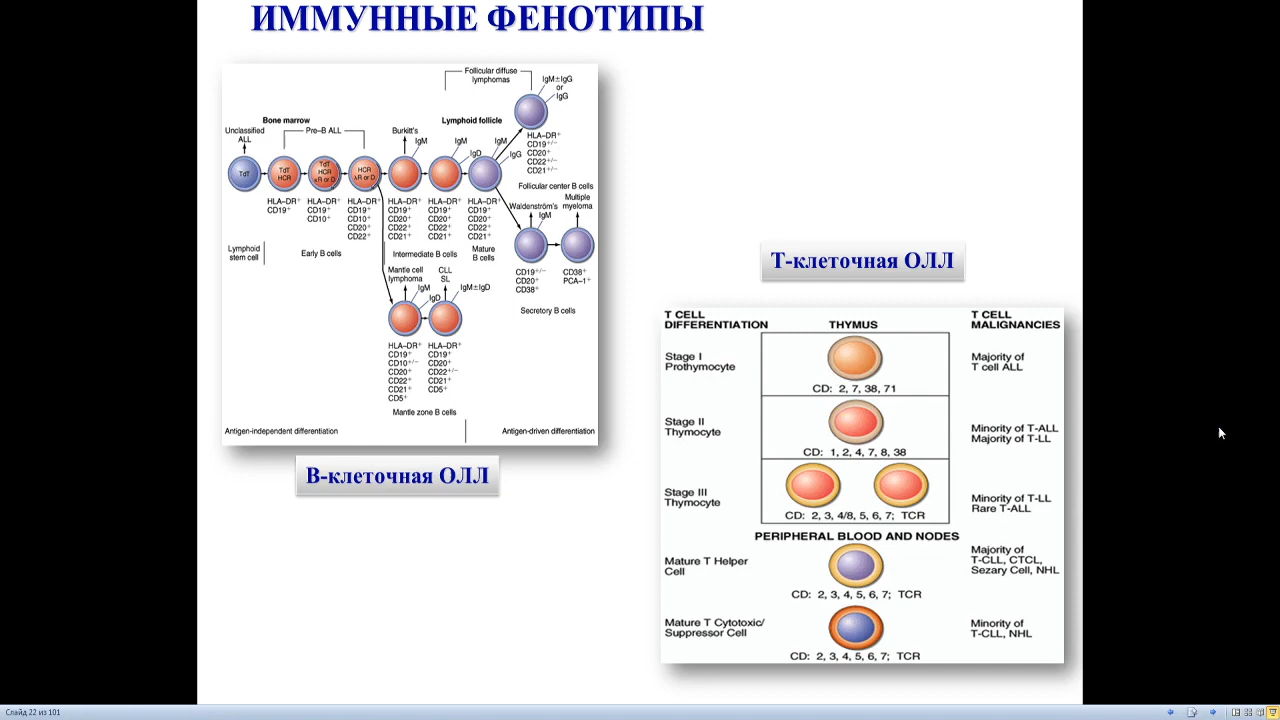 ИММУННЫЕ ФЕНОТИПЫ
Follicular diffuse
lymphomas
IgM±IgG
or
IgG
Bone marrow
Lymphoid follicle
Unclassified
ALL
Pre–B ALL
Burkitt's
IgM
IgM
IgD
IgM
IgG
HLA–DR+
CD19+/−
CD20+
CD22+/−
CD21+
Follicular center B cells
TdT
TdT
HCR
TdT
HCR
κR or D
HCR
λR or D
HLA–DR+
CD19+
HLA–DR+
CD19+
CD10+
HLA–DR+
CD19+
CD10+
CD20+
CD22+
HLA–DR+
CD19+
CD20+
CD22+
CD21+
HLA–DR+
CD19+
CD20+
CD22+
CD21+
HLA–DR+
CD19+
CD20+
CD22+
CD21+
Waldenström's
IgM
Multiple
myeloma
Lymphoid
stem cell
Early B cells
Intermediate B cells
Mature
B cells
CD19+/−
CD20+
CD38+
CD38+
PCA–1+
Secretory B cells
Mantle cell
lymphoma
IgM
IgD
CLL
SL
IgM±IgD
HLA–DR+
CD19+
CD10+/−
CD20+
CD22+
CD21+
CD5+
HLA–DR+
CD19+
CD20+
CD22+/−
CD21+
CD5+
Mantle zone B cells
Antigen-independent differentiation
Antigen-driven differentiation
В-клеточная ОЛЛ
Т-клеточная ОЛЛ
T CELL
DIFFERENTIATION
THYMUS
T CELL
MALIGNANCIES
Stage I
Prothymocyte
CD: 2, 7, 38, 71
Majority of
T cell ALL
Stage II
Thymocyte
CD: 1, 2, 4, 7, 8, 38
Minority of T-ALL
Majority of T-LL
Stage III
Thymocyte
CD: 2, 3, 4/8, 5, 6, 7; TCR
Minority of T-LL
Rare T-ALL
PERIPHERAL BLOOD AND NODES
Mature T Helper
Cell
CD: 2, 3, 4, 5, 6, 7; TCR
Majority of
T-CLL, CTCL,
Sezary Cell, NHL
Mature T Cytotoxic/
Suppressor Cell
CD: 2, 3, 4, 5, 6, 7; TCR
Minority of
T-CLL, NHL
Слайд 22 из 101